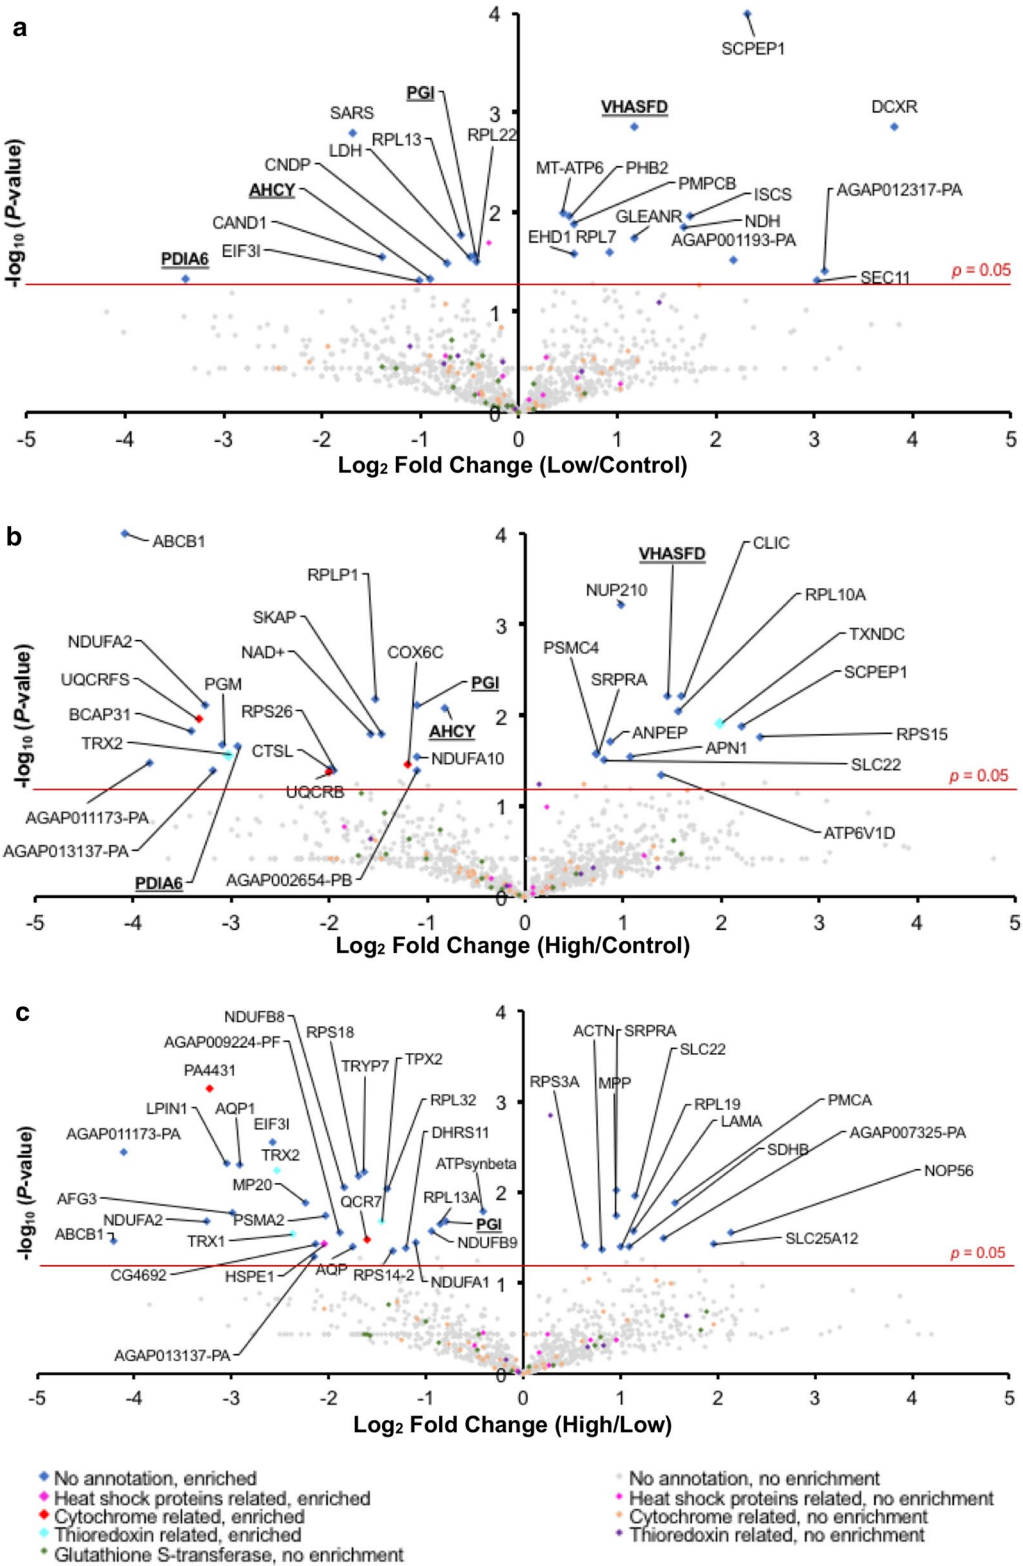 a
4
SCPEP1
PGI
VHASFD
DCXR
SARS
3
LDH
RPL13
RPL22
CNDP
MT-ATP6
PHB2
AHCY
PMPCB
ISCS
AGAP012317-PA
2
CAND1
GLEANR
NDH
EIF3I
EHD1
RPL7
AGAP001193-PA
PDIA6
SEC11
p = 0.05
1
0
-log10 (P-value)
-5 -4 -3 -2 -1 0 1 2 3 4 5
Log2 Fold Change (Low/Control)
b
4
ABCB1
CLIC
VHASFD
RPLP1
NUP210
RPL10A
SKAP
3
TXNDC
NDUFA2
NAD+
COX6C
PSMC4
SCPEP1
UQCRFS
PGM
PGI
SRPRA
BCAP31
RPS26
2
TRX2
AHCY
ANPEP
RPS15
CTSL
NDUFA10
APN1
SLC22
UQCRB
p = 0.05
AGAP011173-PA
1
ATP6V1D
AGAP013137-PA
PDIA6
AGAP002654-PB
0
-log10 (P-value)
-5 -4 -3 -2 -1 0 1 2 3 4 5
Log2 Fold Change (High/Control)
c
4
NDUFB8
RPS18
ACTN
SRPRA
AGAP009224-PF
SLC22
PA4431
TRYP7
TPX2
RPS3A
MPP
3
LPIN1
AQP1
RPL32
RPL19
PMCA
EIF3I
LAMA
AGAP011173-PA
DHRS11
AGAP007325-PA
TRX2
SDHB
ATPsynbeta
NOP56
MP20
2
AFG3
QCR7
RPL13A
NDUFA2
PSMA2
PGI
ABCB1
TRX1
NDUFB9
SLC25A12
p = 0.05
CG4692
HSPE1
AQP
RPS14-2
NDUFA1
1
AGAP013137-PA
0
-log10 (P-value)
-5 -4 -3 -2 -1 0 1 2 3 4 5
Log2 Fold Change (High/Low)
No annotation, enriched
Heat shock proteins related, enriched
Cytochrome related, enriched
Thioredoxin related, enriched
Glutathione S-transferase, no enrichment
No annotation, no enrichment
Heat shock proteins related, no enrichment
Cytochrome related, no enrichment
Thioredoxin related, no enrichment